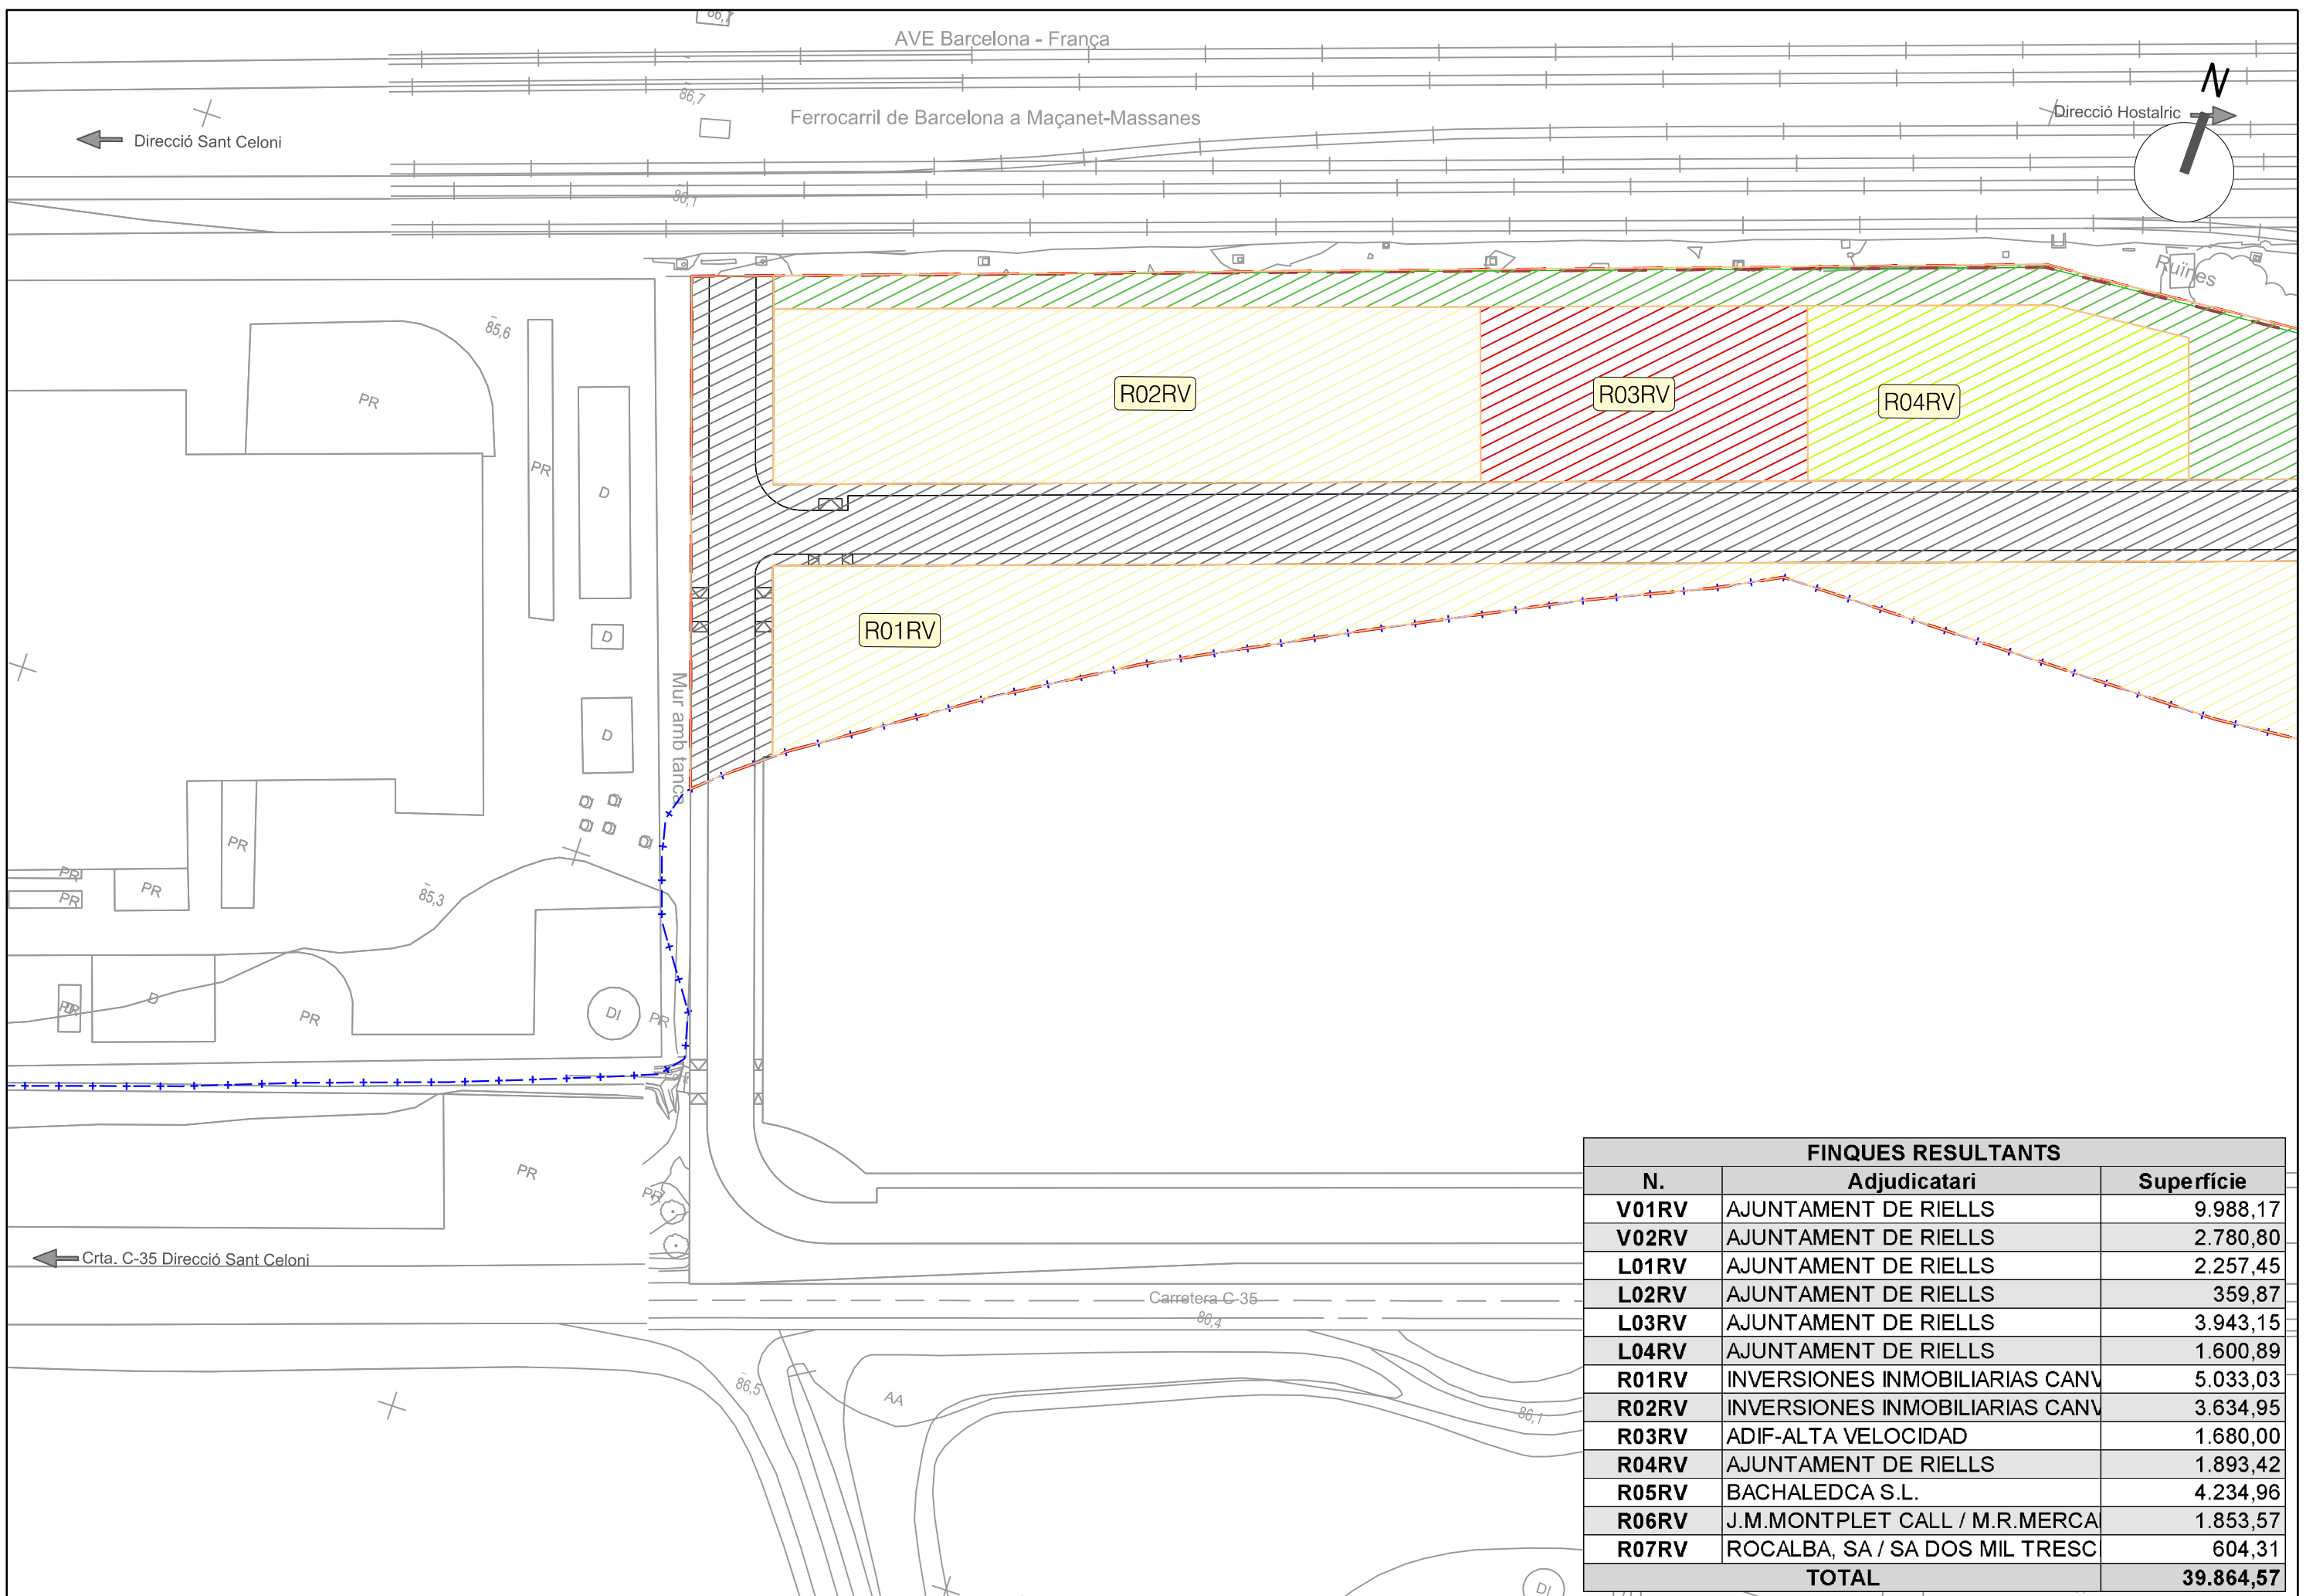 86,7
AVE Barcelona - França
86,7
Ferrocarril de Barcelona a Maçanet-Massanes
Direcció Sant Celoni
Direcció Hostalric
N
Ruïnes
85,6
PR
PR
D
R02RV
R03RV
R04RV
D
R01RV
Mur amb tanca
D
PR
PR
PR
PR
85,3
D
PR
DI
PR
PR
PR
Crta. C-35 Direcció Sant Celoni
Carretera C-35
86,4
86,5
AA
86,1
DI
FINQUES RESULTANTS
N. Adjudicatari Superfície
V01RV AJUNTAMENT DE RIELLS 9.988,17
V02RV AJUNTAMENT DE RIELLS 2.780,80
L01RV AJUNTAMENT DE RIELLS 2.257,45
L02RV AJUNTAMENT DE RIELLS 359,87
L03RV AJUNTAMENT DE RIELLS 3.943,15
L04RV AJUNTAMENT DE RIELLS 1.600,89
R01RV INVERSIONES INMOBILIARIAS CANV 5.033,03
R02RV INVERSIONES INMOBILIARIAS CANV 3.634,95
R03RV ADIF-ALTA VELOCIDAD 1.680,00
R04RV AJUNTAMENT DE RIELLS 1.893,42
R05RV BACHALEDCA S.L. 4.234,96
R06RV J.M.MONTPLET CALL / M.R.MERCA 1.853,57
R07RV ROCALBA, SA / SA DOS MIL TRESC 604,31
TOTAL 39.864,57